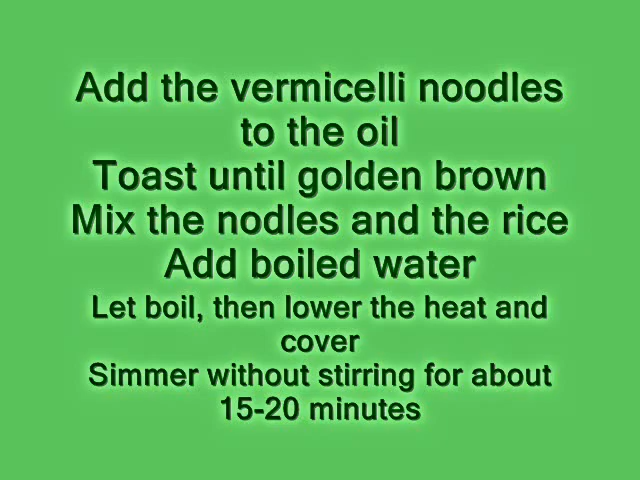 Add the vermicelli noodles
to the oil
Toast until golden brown
Mix the nodles and the rice
Add boiled water
Let boil, then lower the heat and
cover
Simmer without stirring for about
15-20 minutes